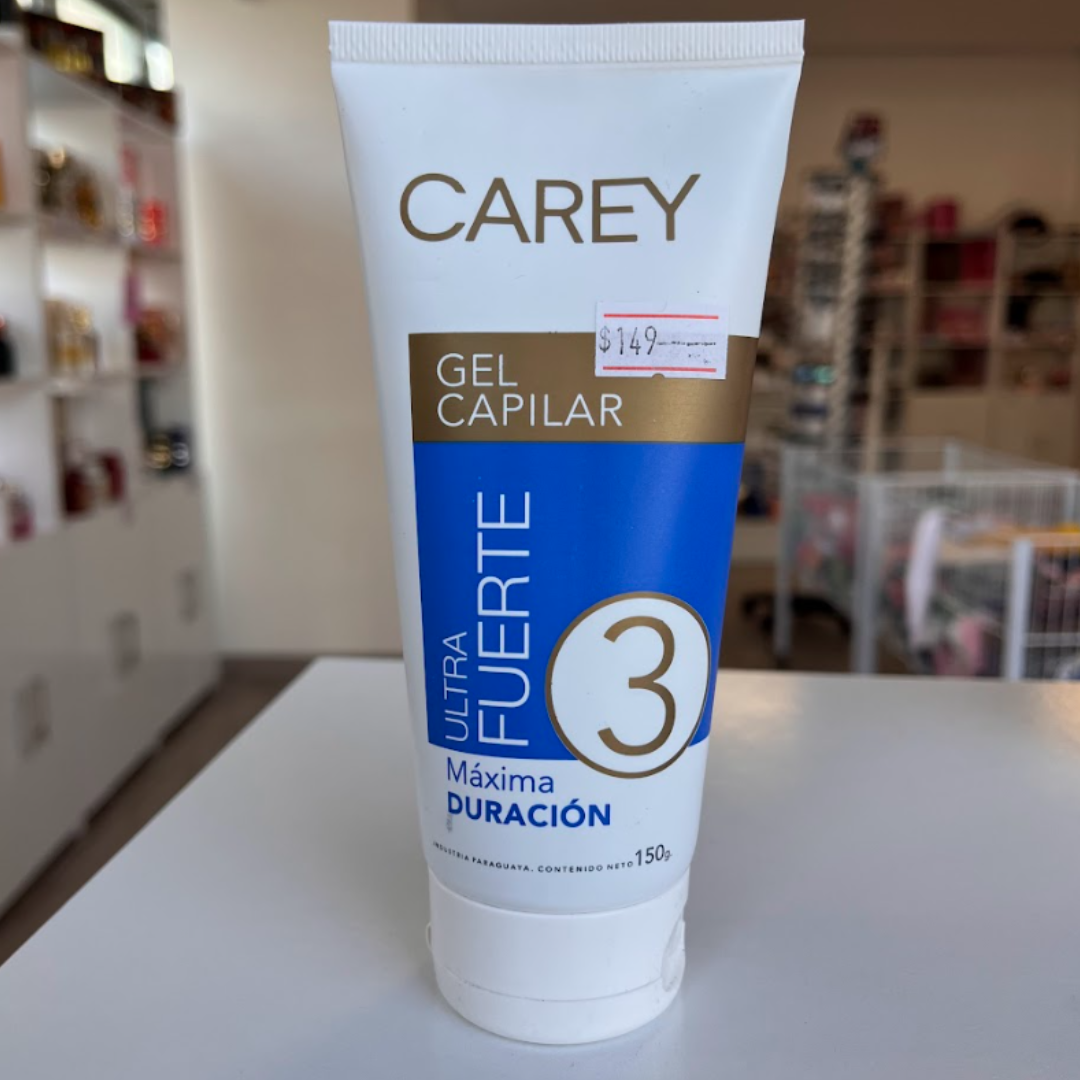 CAREY
$149
GEL
CAPILAR
ULTRA
FUERTE
3
Máxima
DURACIÓN
INDUSTRIA PARAGUAYA. CONTENIDO NETO 150g.